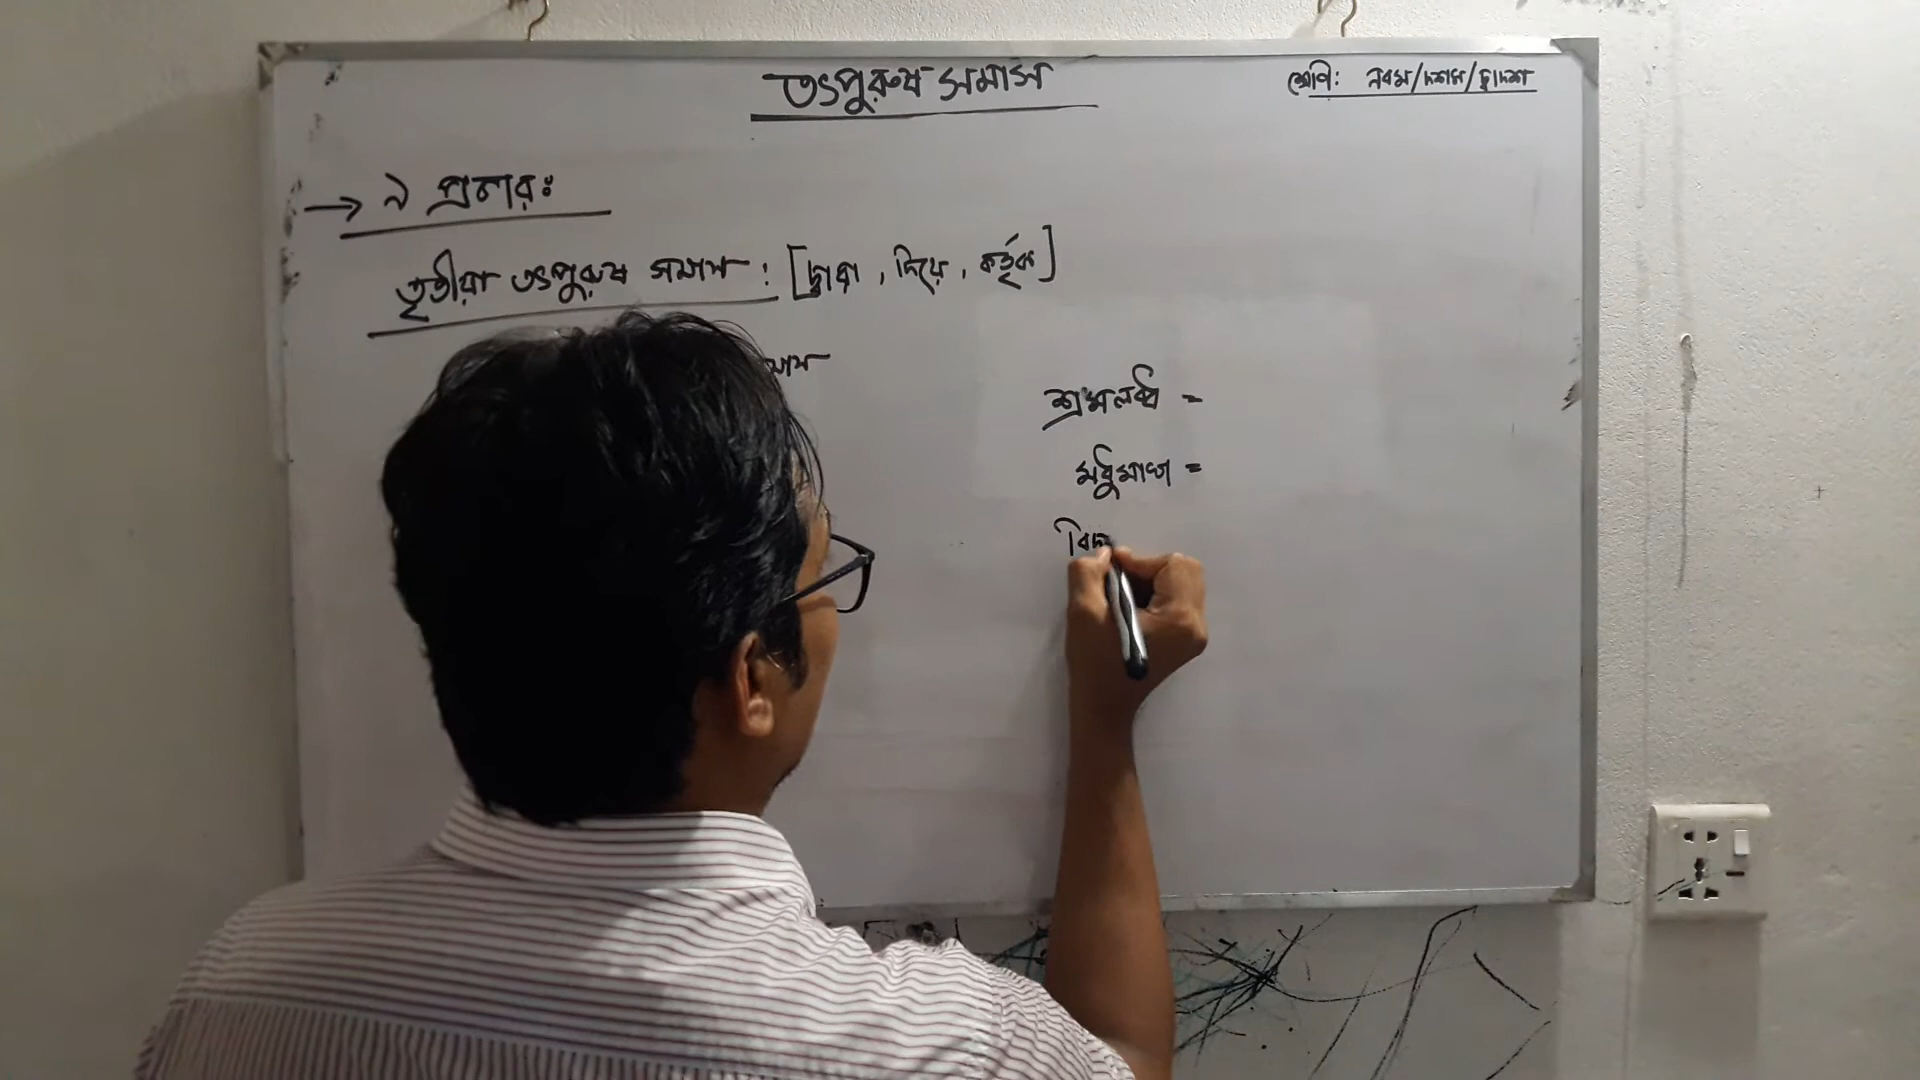 তৎপুরুষ সমাস
শ্রেণি: নবম/দশম/দ্বাদশ
→ ৯ প্রকার:
তৃতীয়া তৎপুরুষ সমাস : [দ্বারা, দিয়ে, কর্তৃক]
শ্রমলব্ধ =
মধুমাখা =